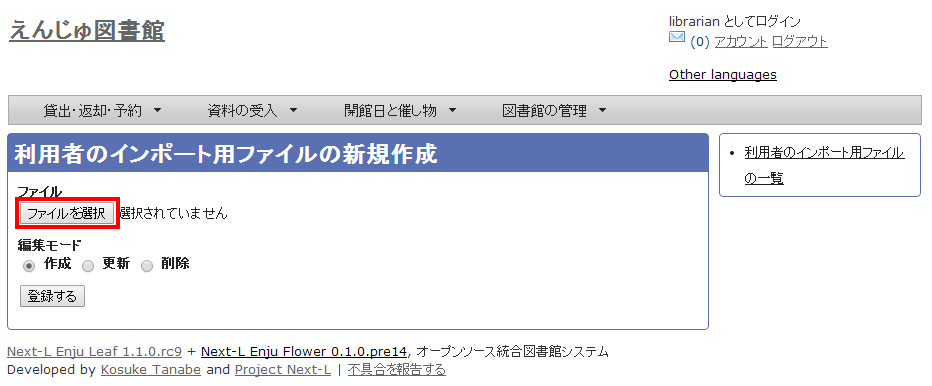 えんじゅ図書館
librarian としてログイン
(0) アカウント ログアウト
Other languages
貸出・返却・予約 ▼ 資料の受入 ▼ 開館日と催し物 ▼ 図書館の管理 ▼
利用者のインポート用ファイルの新規作成
ファイル
ファイルを選択 選択されていません
編集モード
作成 更新 削除
登録する
利用者のインポート用ファイル
の一覧
Next-L Enju Leaf 1.1.0.rc9 + Next-L Enju Flower 0.1.0.pre14, オープンソース統合図書館システム
Developed by Kosuke Tanabe and Project Next-L | 不具合を報告する